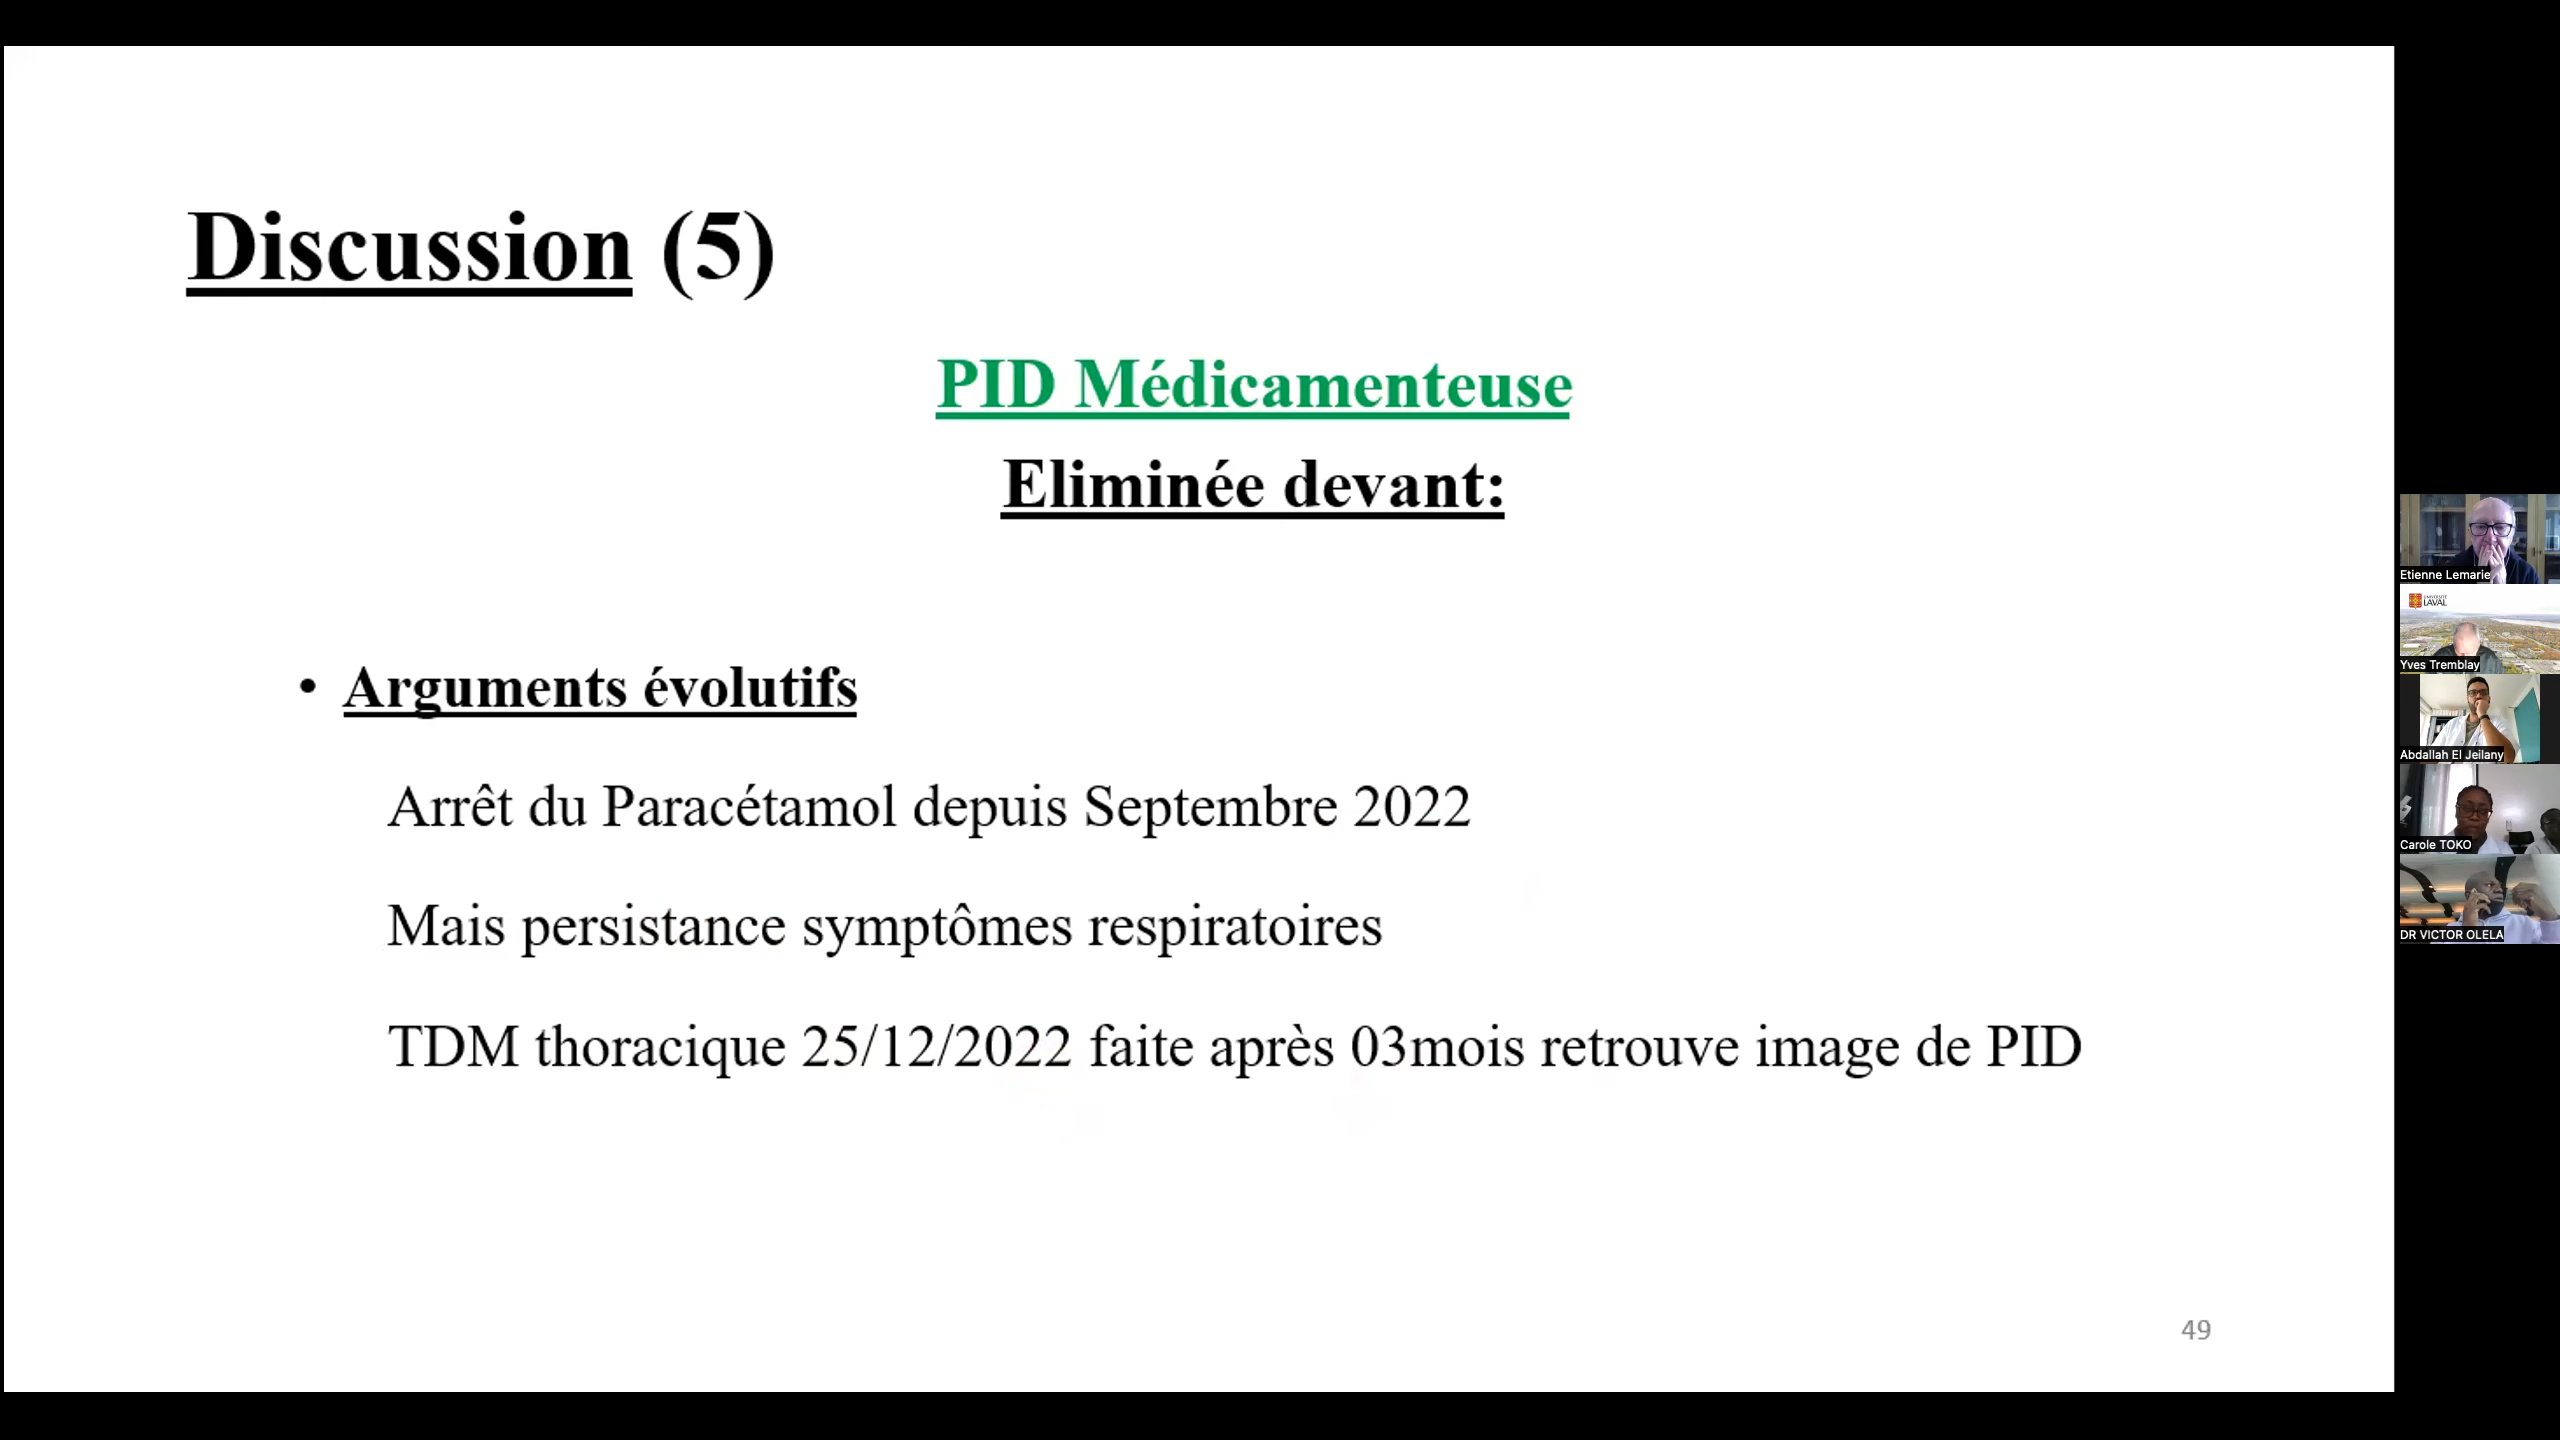 Discussion (5)
PID Médicamenteuse
Eliminée devant:
• Arguments évolutifs
Arrêt du Paracétamol depuis Septembre 2022
Mais persistance symptômes respiratoires
TDM thoracique 25/12/2022 faite après 03mois retrouve image de PID
49
Etienne Lemarie
UNIVERSITÉ
LAVAL
Yves Tremblay
Abdallah El Jeilany
Carole TOKO
DR VICTOR OLELA